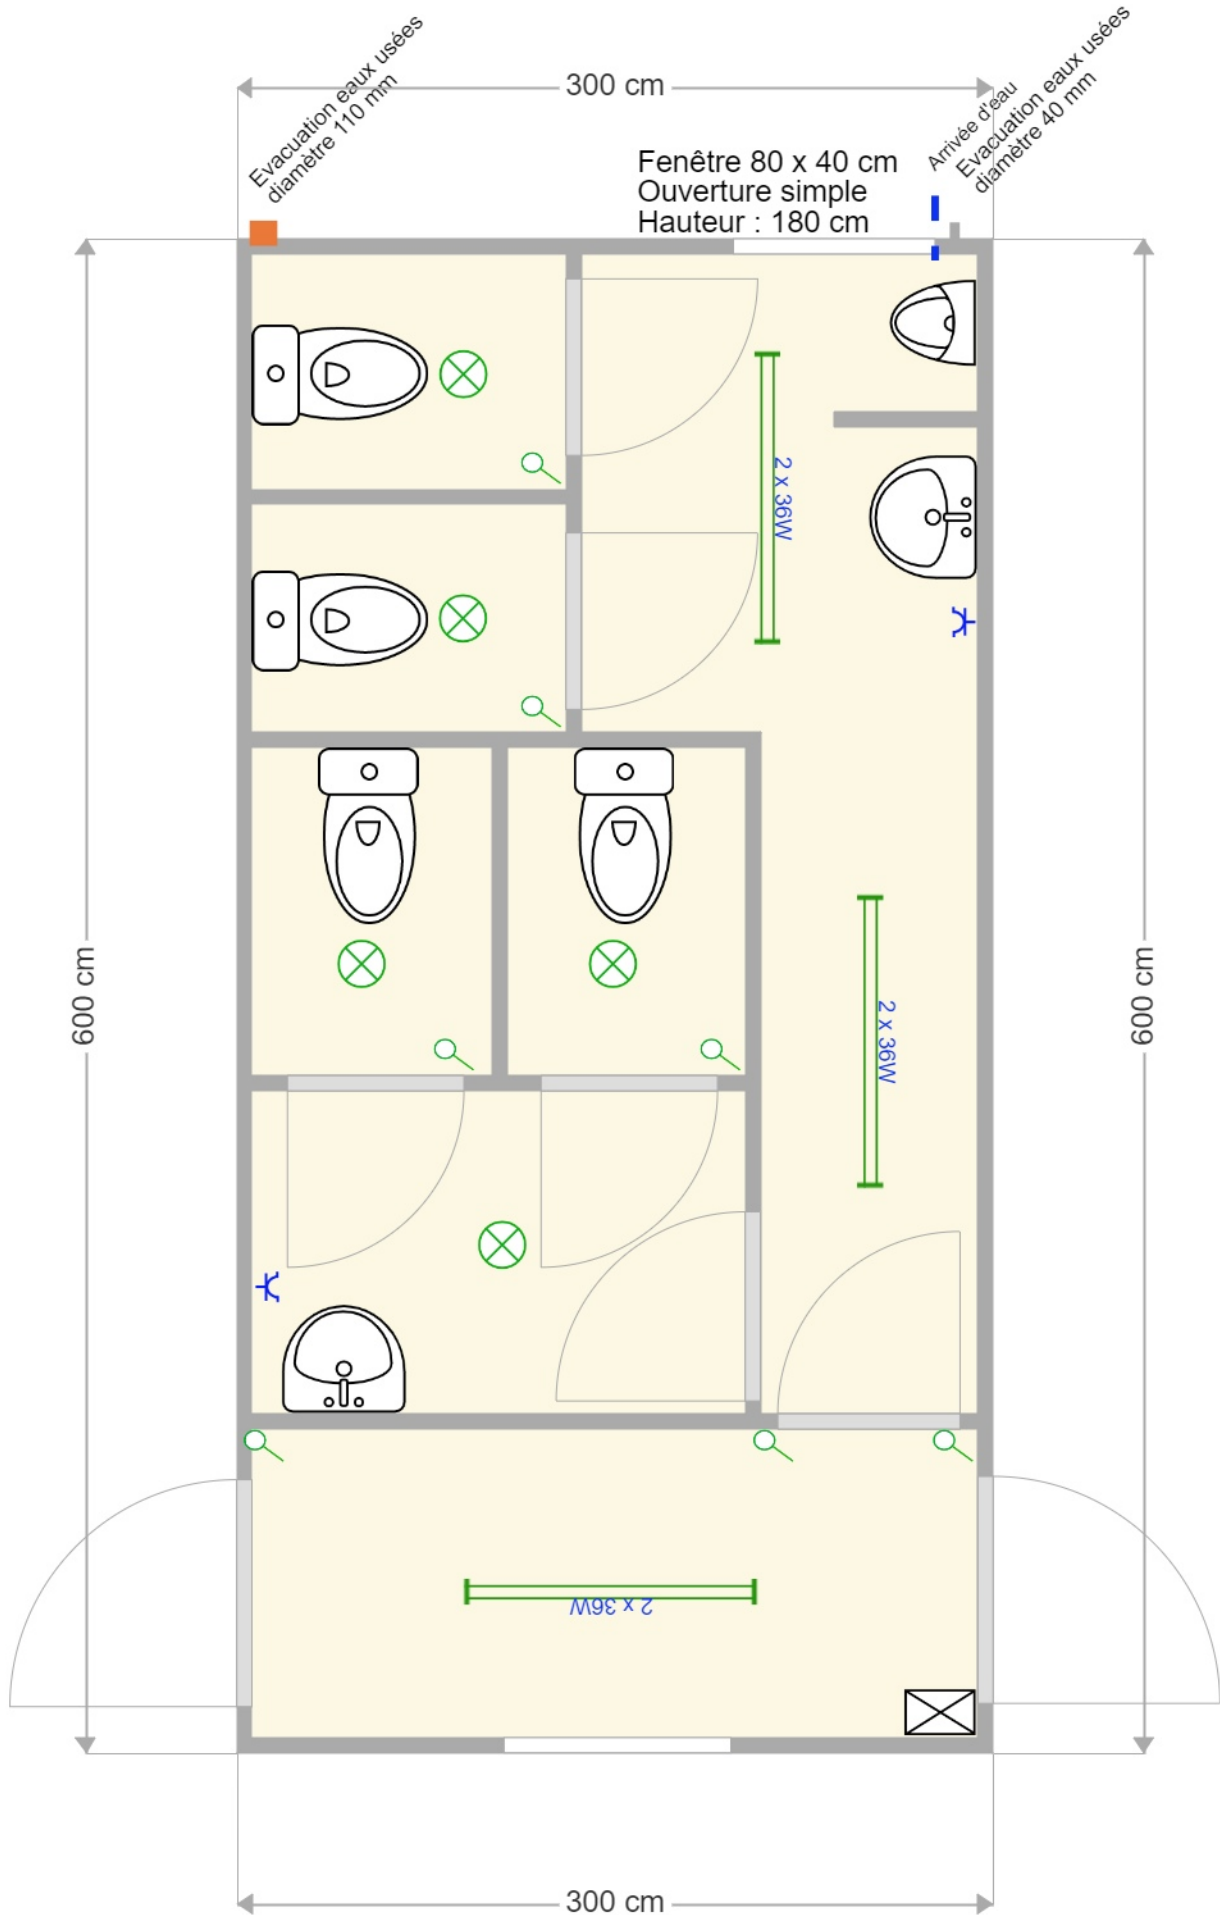 Evacuation eaux usées
diamètre 110 mm
300 cm
Arrivée d'eau
Evacuation eaux usées
diamètre 40 mm
Fenêtre 80 x 40 cm
Ouverture simple
Hauteur : 180 cm
2 x 36W
600 cm
600 cm
2 x 36W
2 x 36W
300 cm